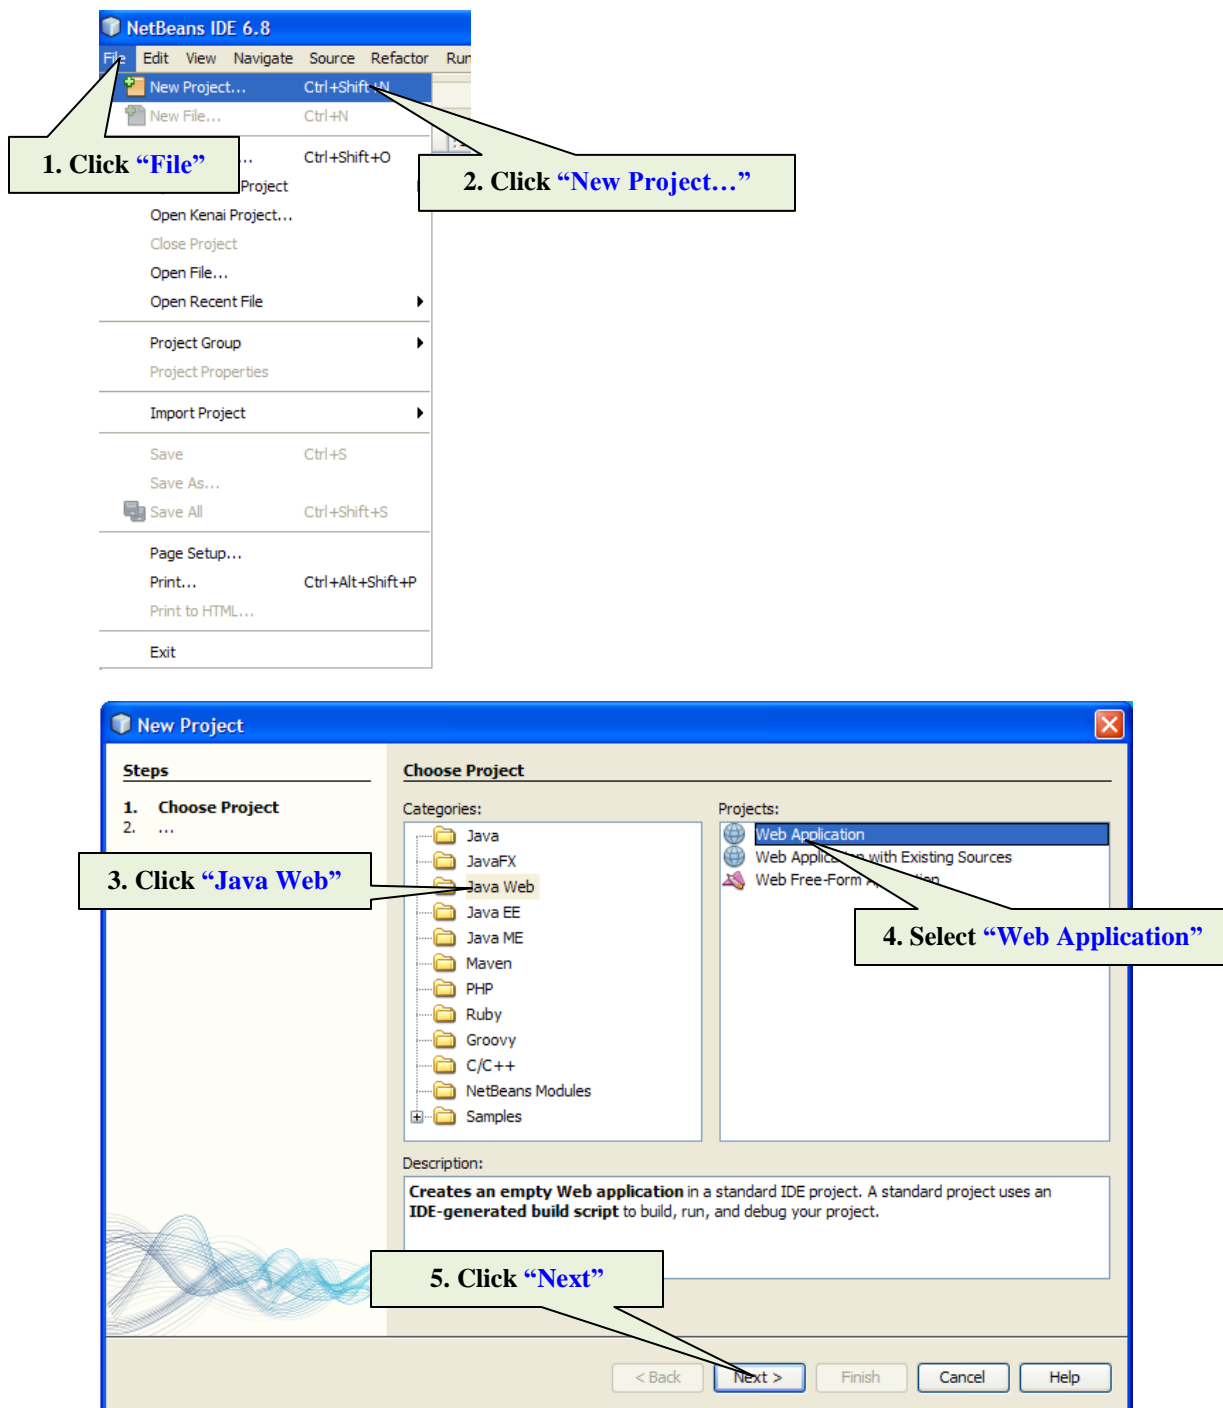 NetBeans IDE 6.8
File Edit View Navigate Source Refactor Run
New Project... Ctrl+Shift+N
New File... Ctrl+N
1. Click “File”
... Ctrl+Shift+O
2. Click “New Project…”
Project
Open Kenai Project...
Close Project
Open File...
Open Recent File
Project Group
Project Properties
Import Project
Save Ctrl+S
Save As...
Save All Ctrl+Shift+S
Page Setup...
Print... Ctrl+Alt+Shift+P
Print to HTML...
Exit
New Project
Steps
1. Choose Project
2. ...
Choose Project
Categories:
Java
JavaFX
Java Web
Java EE
Java ME
Maven
PHP
Ruby
Groovy
C/C++
NetBeans Modules
Samples
Projects:
Web Application
Web Application with Existing Sources
Web Free-Form Application
3. Click “Java Web”
4. Select “Web Application”
Description:
Creates an empty Web application in a standard IDE project. A standard project uses an
IDE-generated build script to build, run, and debug your project.
5. Click “Next”
< Back Next > Finish Cancel Help